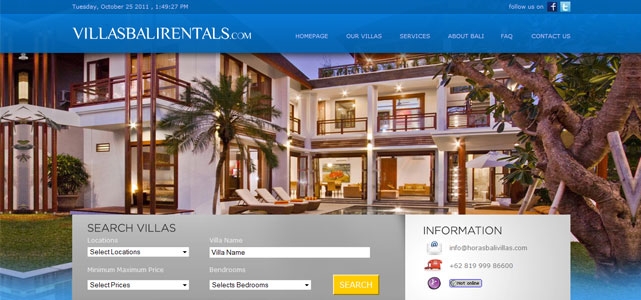 Tuesday, October 25 2011 , 1:49:27 PM
follow us on
VILLASBALIRENTALS.COM
HOMEPAGE OUR VILLAS SERVICES ABOUT BALI FAQ CONTACT US
SEARCH VILLAS
Locations Villa Name
Select Locations Villa Name
Minimum Maximum Price Bendrooms
Select Prices Selects Bedrooms SEARCH
INFORMATION
info@horasbalivillas.com
+62 819 999 86600
Not online